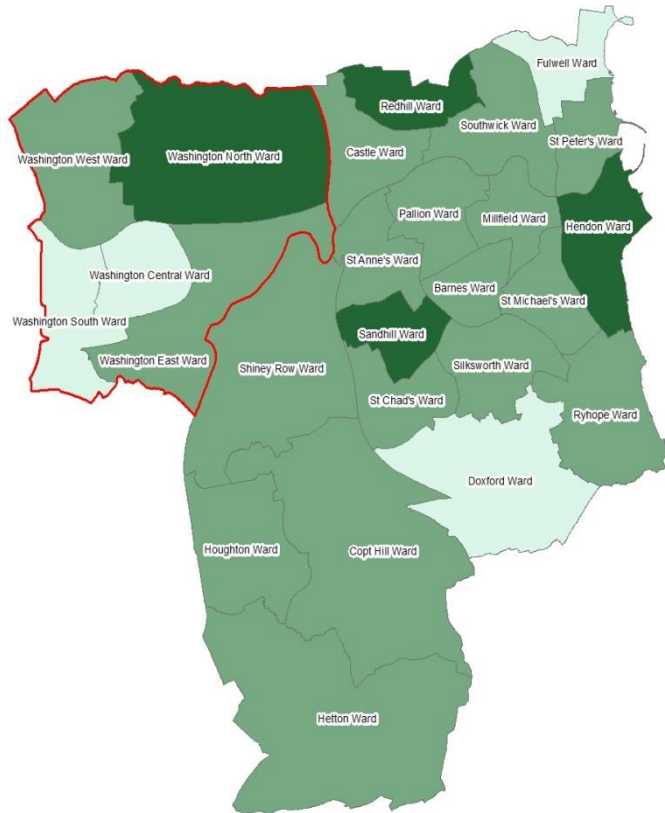 Fulwell Ward
Redhill Ward
Southwick Ward
St Peter's Ward
Washington West Ward
Washington North Ward
Castle Ward
Pallion Ward
Millfield Ward
Hendon Ward
St Anne's Ward
Washington Central Ward
Barnes Ward
St Michael's Ward
Washington South Ward
Sandhill Ward
Washington East Ward
Shiney Row Ward
Silksworth Ward
St Chad's Ward
Ryhope Ward
Doxford Ward
Houghton Ward
Copt Hill Ward
Hetton Ward